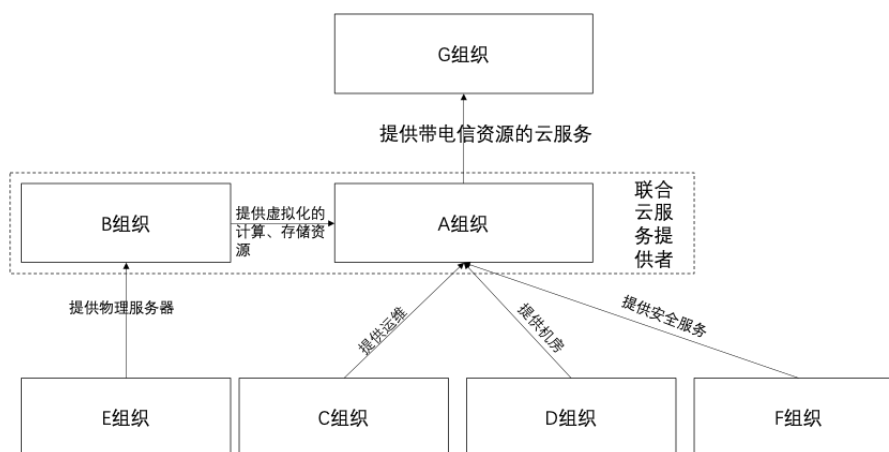 G组织
提供带电信资源的云服务
B组织
提供虚拟化的
计算、存储资
源
A组织
联合
云服
务提
供者
提供物理服务器
提供运维
提供机房
提供安全服务
E组织
C组织
D组织
F组织